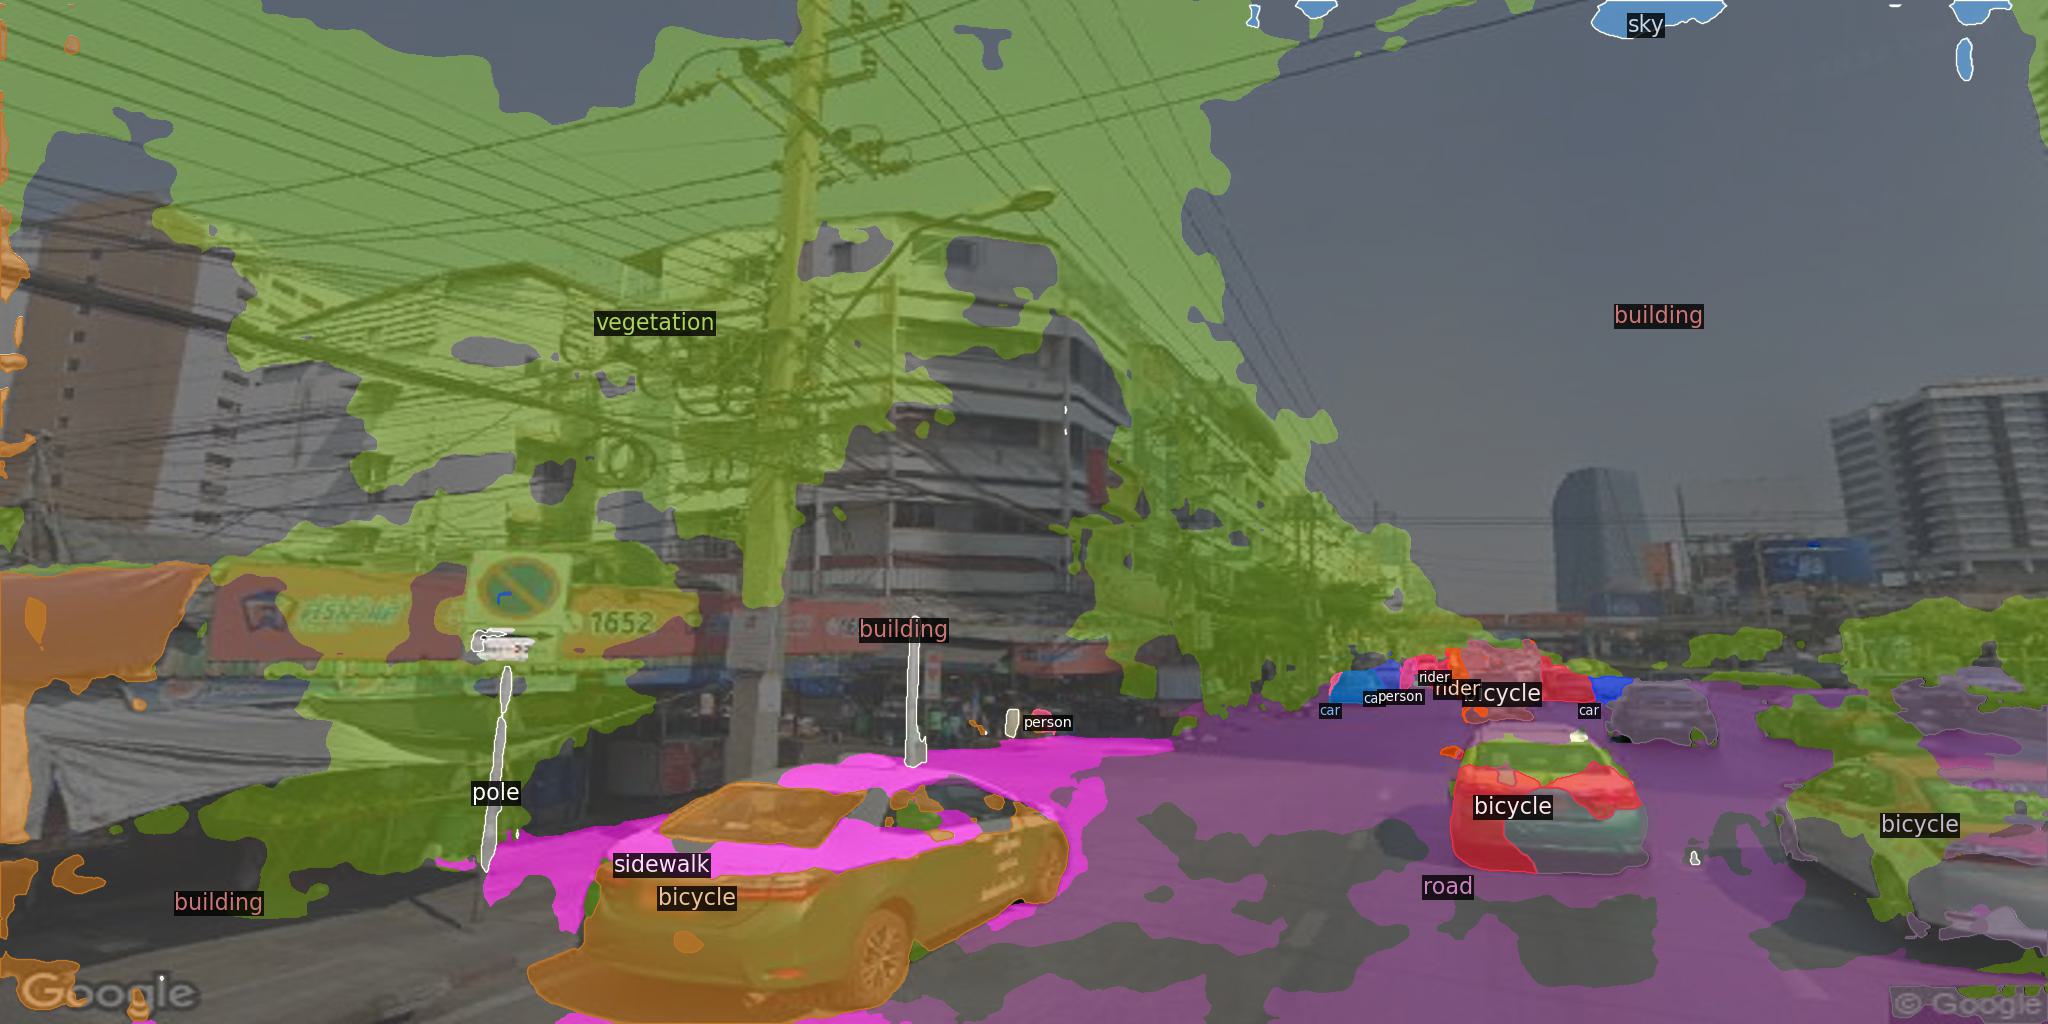 sky
building
vegetation
1652
building
rider
rider
bicycle
car
person
car
car
person
pole
bicycle
bicycle
sidewalk
road
bicycle
building
Google
© Google